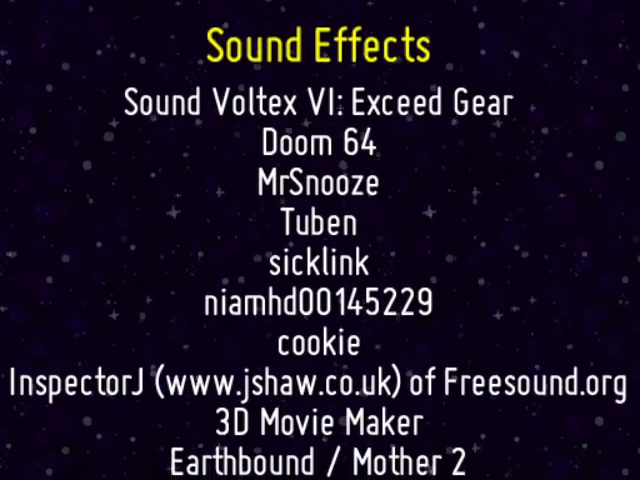 Sound Effects
Sound Voltex VI: Exceed Gear
Doom 64
MrSnooze
Tuben
sicklink
niamhd00145229
cookie
InspectorJ (www.jshaw.co.uk) of Freesound.org
3D Movie Maker
Earthbound / Mother 2